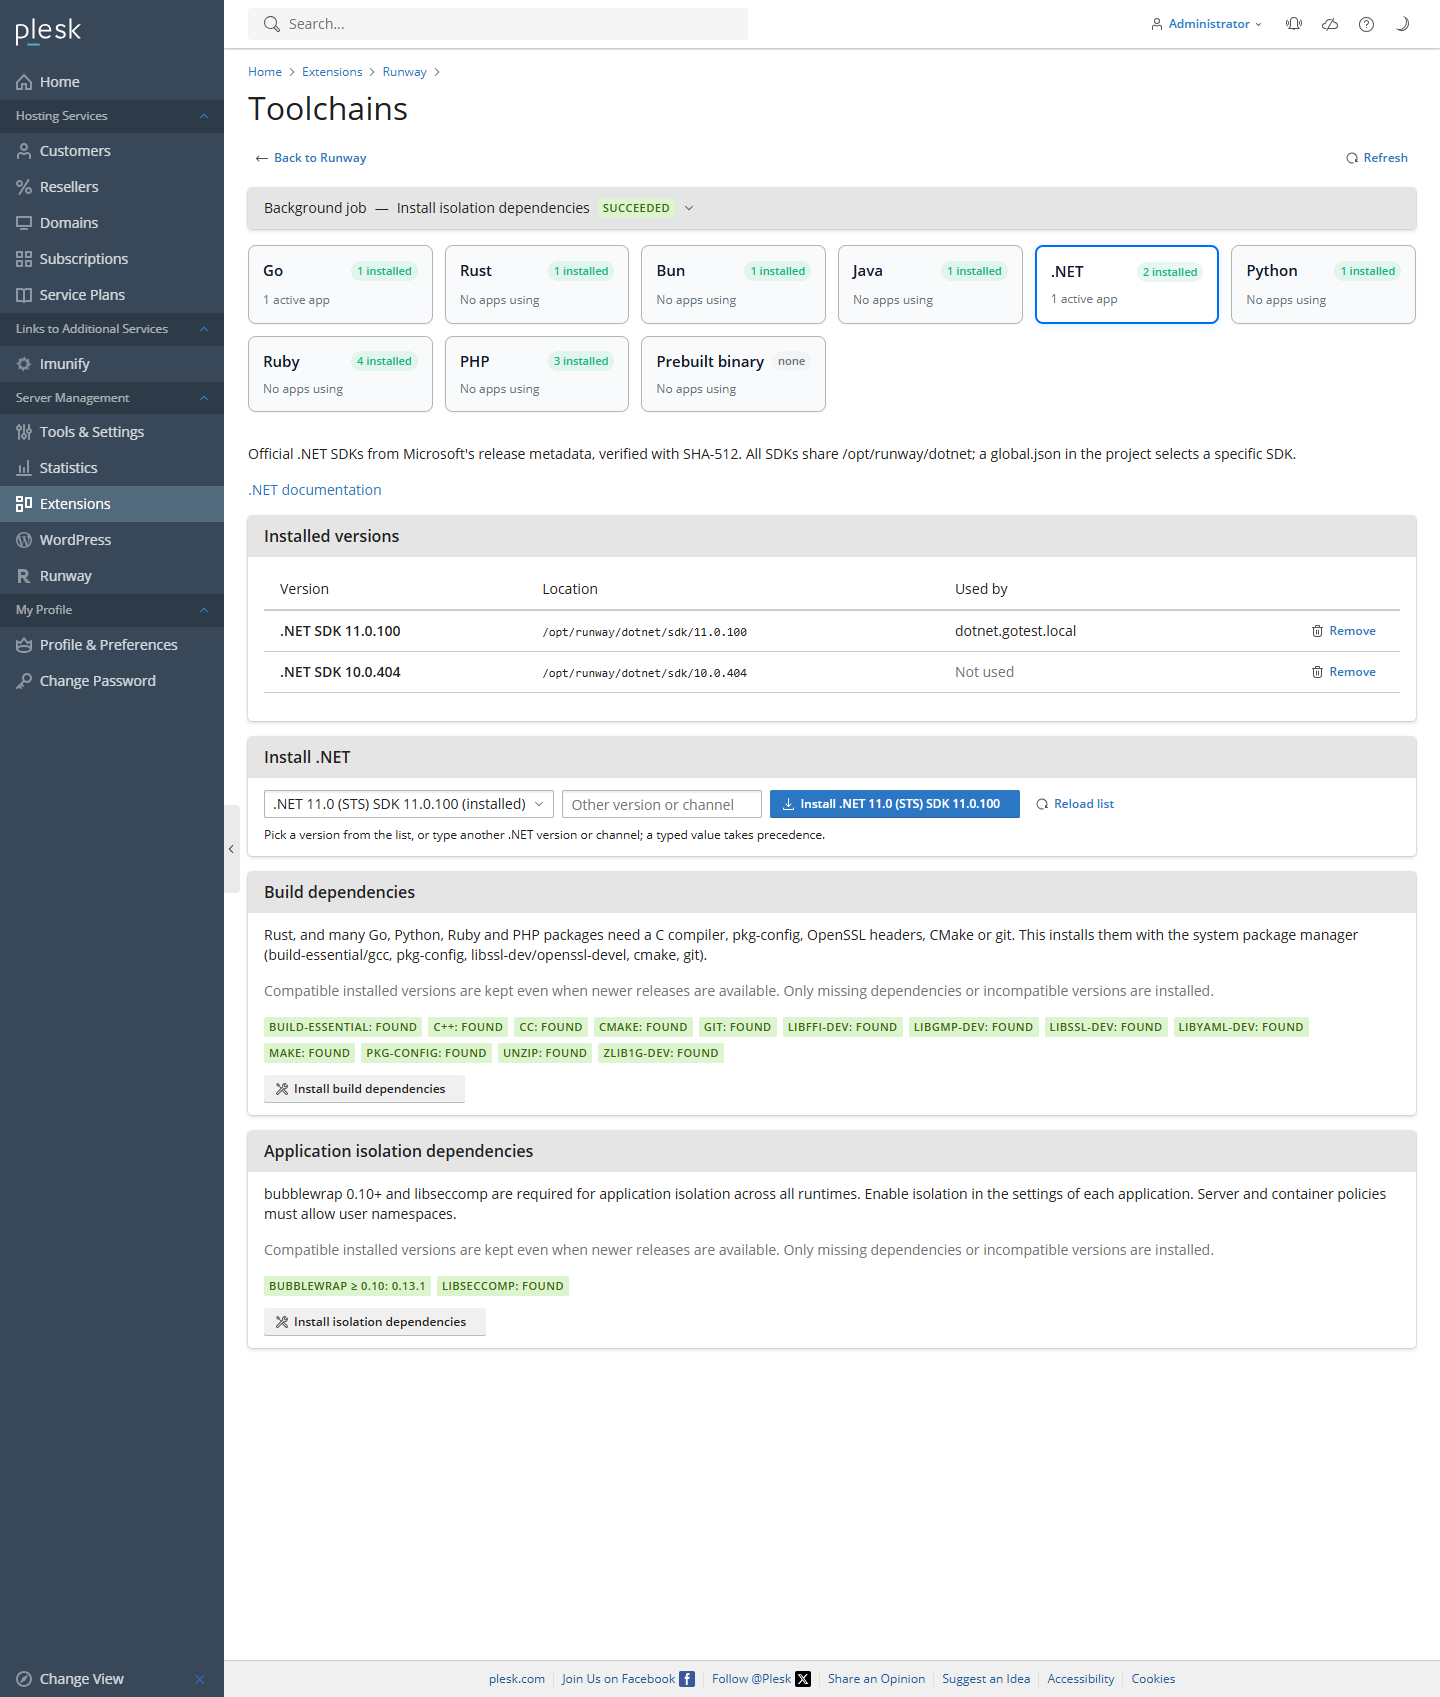 plesk
Search...
Administrator
Home
Hosting Services
Customers
Resellers
Domains
Subscriptions
Service Plans
Links to Additional Services
Imunify
Server Management
Tools & Settings
Statistics
Extensions
WordPress
Runway
My Profile
Profile & Preferences
Change Password
Change View
Home > Extensions > Runway >
Toolchains
← Back to Runway
Refresh
Background job — Install isolation dependencies SUCCEEDED
Go 1 installed
1 active app
Rust 1 installed
No apps using
Bun 1 installed
No apps using
Java 1 installed
No apps using
.NET 2 installed
1 active app
Python 1 installed
No apps using
Ruby 4 installed
No apps using
PHP 3 installed
No apps using
Prebuilt binary none
No apps using
Official .NET SDKs from Microsoft's release metadata, verified with SHA-512. All SDKs share /opt/runway/dotnet; a global.json in the project selects a specific SDK.
.NET documentation
Installed versions
Version Location Used by
.NET SDK 11.0.100 /opt/runway/dotnet/sdk/11.0.100 dotnet.gotest.local Remove
.NET SDK 10.0.404 /opt/runway/dotnet/sdk/10.0.404 Not used Remove
Install .NET
.NET 11.0 (STS) SDK 11.0.100 (installed) Other version or channel Install .NET 11.0 (STS) SDK 11.0.100 Reload list
Pick a version from the list, or type another .NET version or channel; a typed value takes precedence.
Build dependencies
Rust, and many Go, Python, Ruby and PHP packages need a C compiler, pkg-config, OpenSSL headers, CMake or git. This installs them with the system package manager
(build-essential/gcc, pkg-config, libssl-dev/openssl-devel, cmake, git).
Compatible installed versions are kept even when newer releases are available. Only missing dependencies or incompatible versions are installed.
BUILD-ESSENTIAL: FOUND C++: FOUND CC: FOUND CMAKE: FOUND GIT: FOUND LIBFFI-DEV: FOUND LIBGMP-DEV: FOUND LIBSSL-DEV: FOUND LIBYAML-DEV: FOUND
MAKE: FOUND PKG-CONFIG: FOUND UNZIP: FOUND ZLIB1G-DEV: FOUND
Install build dependencies
Application isolation dependencies
bubblewrap 0.10+ and libseccomp are required for application isolation across all runtimes. Enable isolation in the settings of each application. Server and container policies
must allow user namespaces.
Compatible installed versions are kept even when newer releases are available. Only missing dependencies or incompatible versions are installed.
BUBBLEWRAP ≥ 0.10: 0.13.1 LIBSECCOMP: FOUND
Install isolation dependencies
plesk.com Join Us on Facebook Follow @Plesk Share an Opinion Suggest an Idea Accessibility Cookies